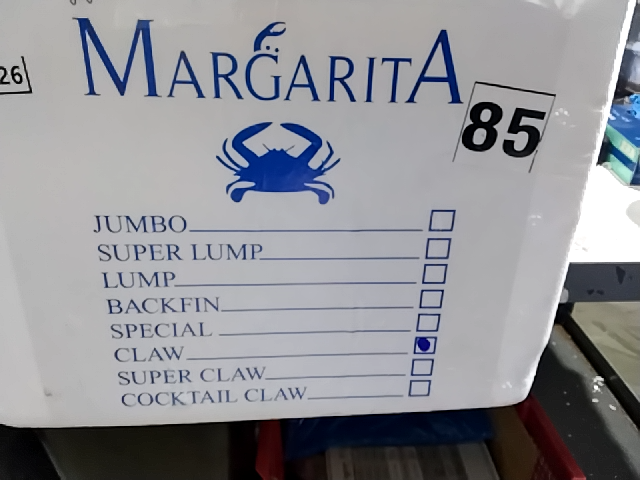 26
MARGARITA
85
JUMBO
SUPER LUMP
LUMP
BACKFIN
SPECIAL
CLAW
SUPER CLAW
COCKTAIL CLAW